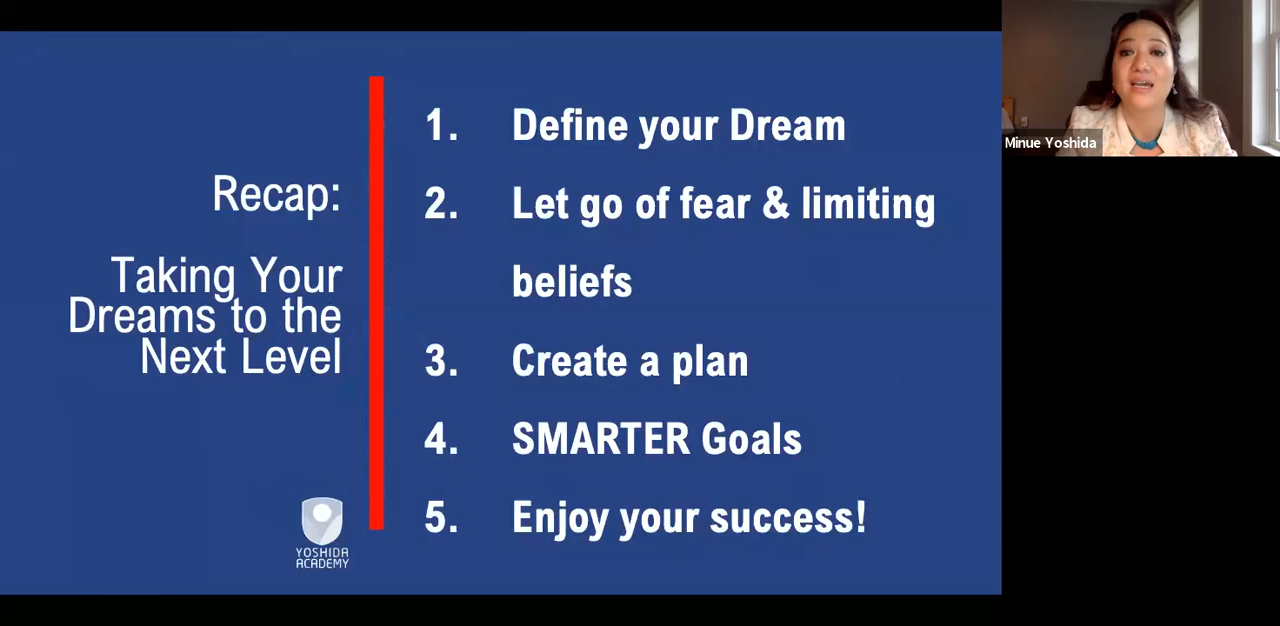 Recap:
Taking Your
Dreams to the
Next Level
1. Define your Dream
2. Let go of fear & limiting
beliefs
3. Create a plan
4. SMARTER Goals
5. Enjoy your success!
YOSHIDA
ACADEMY
Minue Yoshida